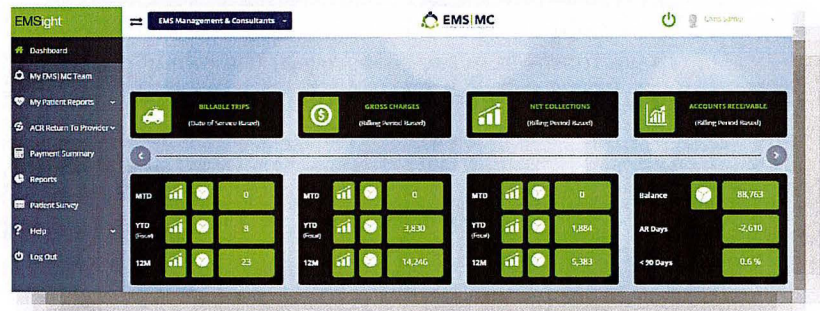 EMSight
EMS Management & Consultants
EMS|MC
Dashboard
My EMS|MC Team
My Patient Reports
ACR Return To Provider
Payment Summary
Reports
Patient Survey
Help
Log Out
BILLABLE TRIPS
(Date of Service Based)
GROSS CHARGES
(Billing Period Based)
NET COLLECTIONS
(Billing Period Based)
ACCOUNTS RECEIVABLE
(Billing Period Based)
MTD 0
YTD 8
(Fiscal)
12M 23
MTD 0
YTD 3,830
(Fiscal)
12M 14,246
MTD 0
YTD 1,884
(Fiscal)
12M 5,383
Balance 88,763
AR Days -2,610
< 90 Days 0.6 %